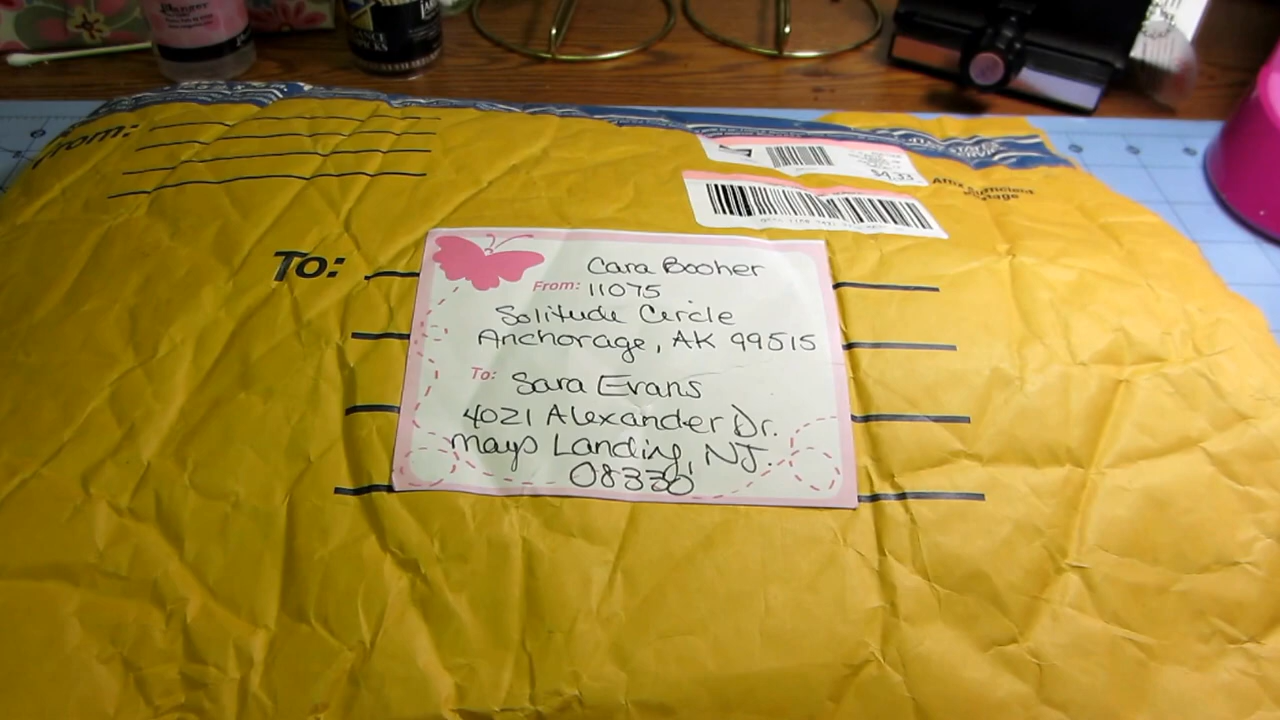 Ranger
From:
$4.33
Affix Sufficient
Postage
To:
Cara Booher
From: 11075
Solitude Circle
Anchorage, AK 99515
To: Sara Evans
4021 Alexander Dr.
Mays Landing, NJ.
08330